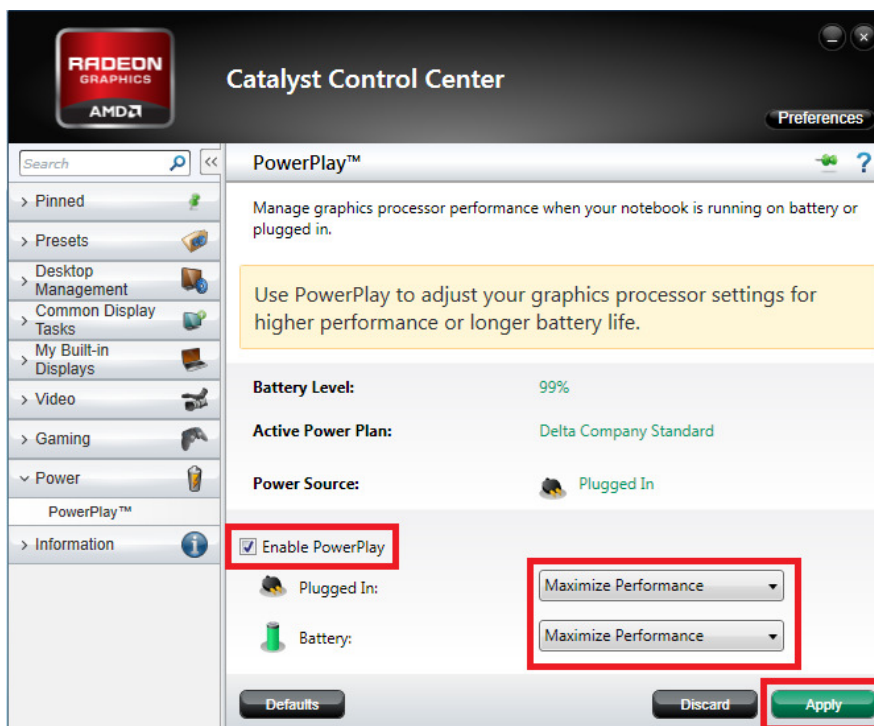 RADEON
GRAPHICS
AMD
Catalyst Control Center
Preferences
Search
PowerPlay™
Pinned
Presets
Desktop
Management
Common Display
Tasks
My Built-in
Displays
Video
Gaming
Power
PowerPlay™
Information
Manage graphics processor performance when your notebook is running on battery or
plugged in.
Use PowerPlay to adjust your graphics processor settings for
higher performance or longer battery life.
Battery Level: 99%
Active Power Plan: Delta Company Standard
Power Source: Plugged In
Enable PowerPlay
Plugged In: Maximize Performance
Battery: Maximize Performance
Defaults Discard Apply